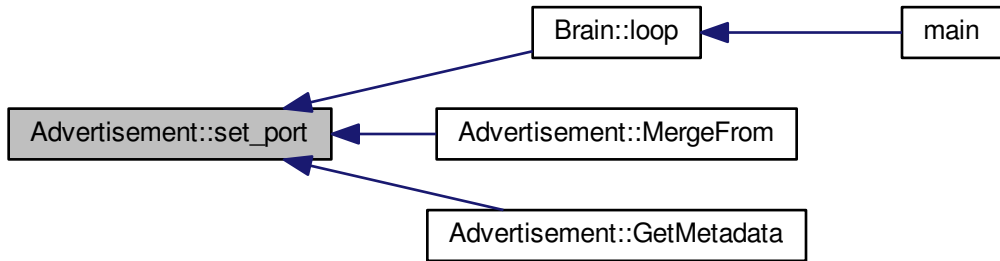 Brain::loop
main
Advertisement::set_port
Advertisement::MergeFrom
Advertisement::GetMetadata